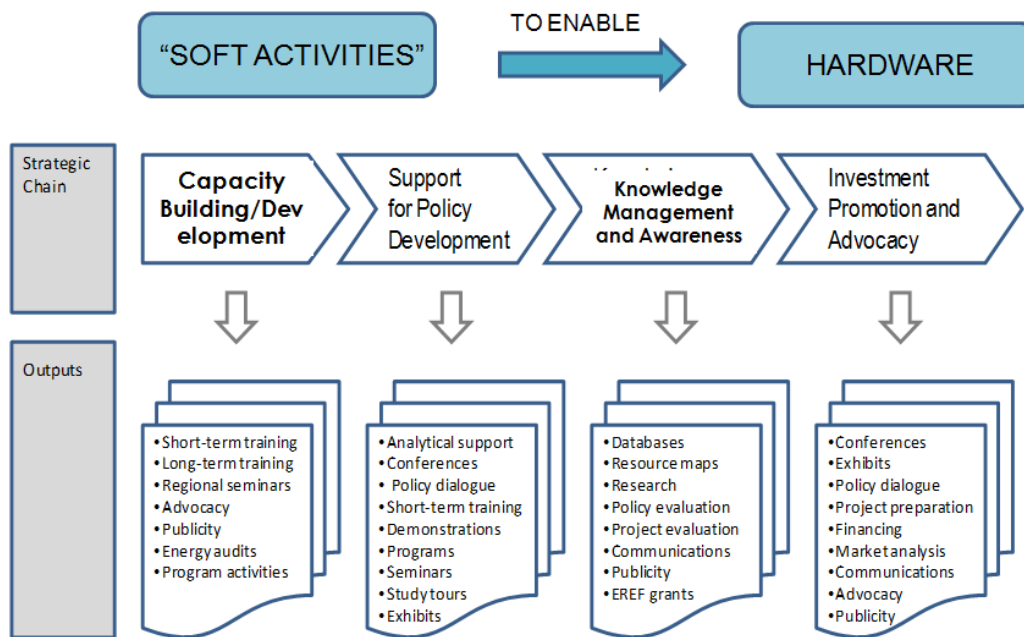 TO ENABLE
“SOFT ACTIVITIES”
HARDWARE
Strategic
Chain
Capacity
Building/Dev
elopment
Support
for Policy
Development
Knowledge
Management
and Awareness
Investment
Promotion and
Advocacy
Outputs
•Short-term training
•Long-term training
•Regional seminars
•Advocacy
•Publicity
•Energy audits
•Program activities
•Analytical support
•Conferences
• Policy dialogue
•Short-term training
•Demonstrations
•Programs
•Seminars
•Study tours
•Exhibits
•Databases
•Resource maps
•Research
•Policy evaluation
•Project evaluation
•Communications
•Publicity
•EREF grants
•Conferences
•Exhibits
•Policy dialogue
•Project preparation
•Financing
•Market analysis
•Communications
•Advocacy
•Publicity